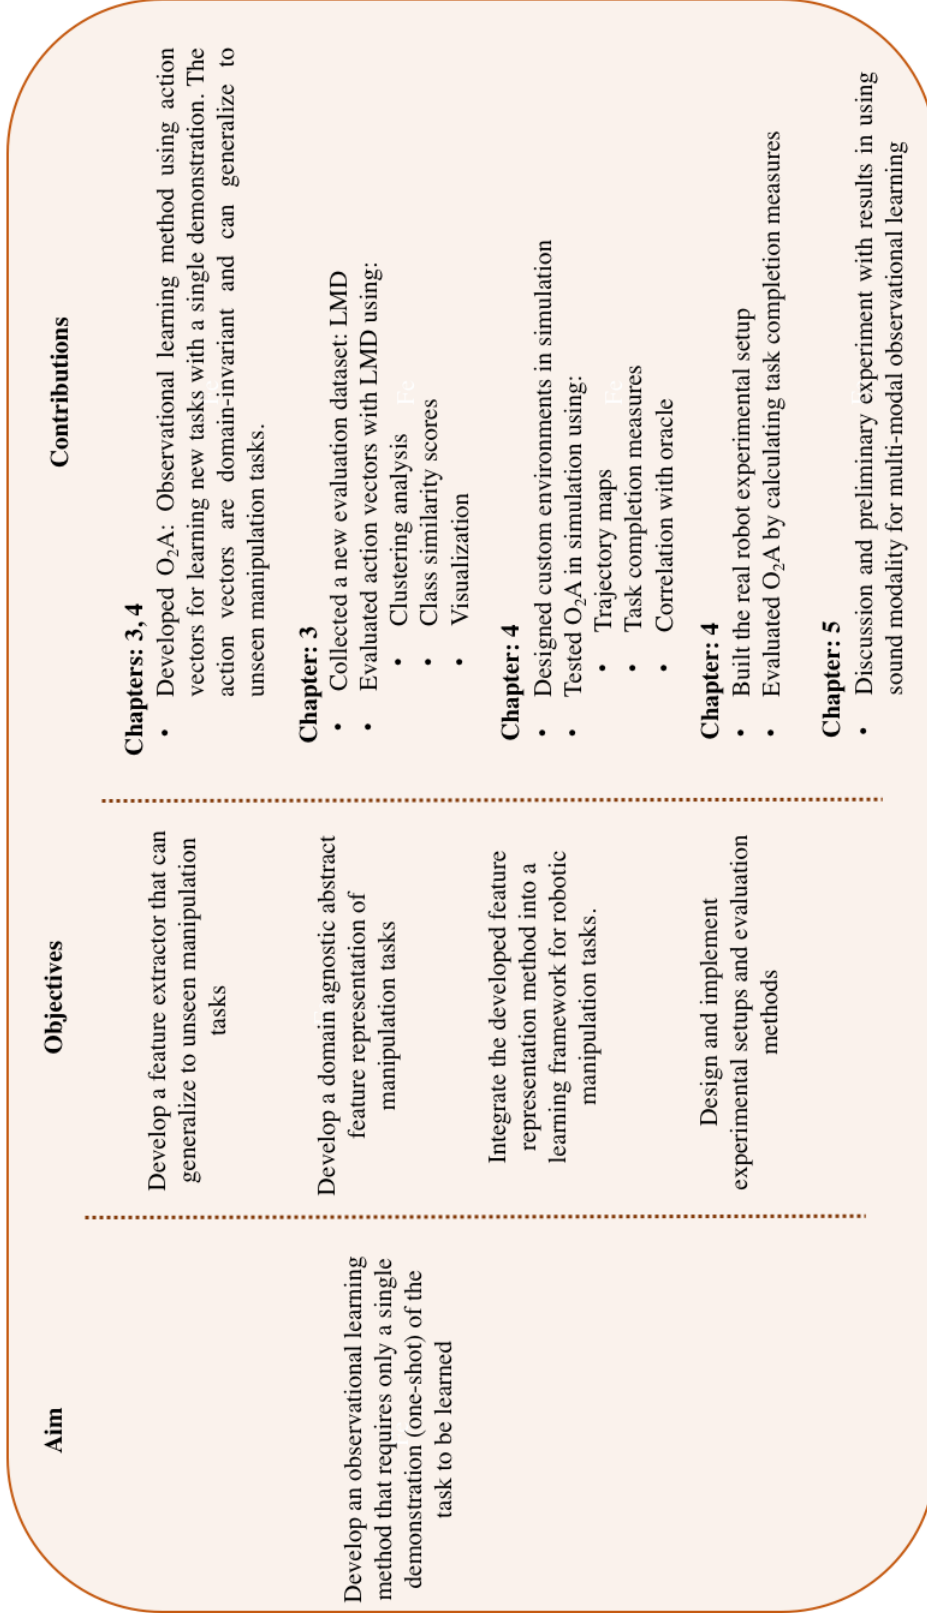 Aim
Develop an observational learning
method that requires only a single
demonstration (one-shot) of the
task to be learned
Objectives
Develop a feature extractor that can
generalize to unseen manipulation
tasks
Develop a domain agnostic abstract
feature representation of
manipulation tasks
Integrate the developed feature
representation method into a
learning framework for robotic
manipulation tasks.
Design and implement
experimental setups and evaluation
methods
Contributions
Chapters: 3, 4
• Developed O₂A: Observational learning method using action
vectors for learning new tasks with a single demonstration. The
action vectors are domain-invariant and can generalize to
unseen manipulation tasks.
Chapter: 3
• Collected a new evaluation dataset: LMD
• Evaluated action vectors with LMD using:
• Clustering analysis
• Class similarity scores
• Visualization
Chapter: 4
• Designed custom environments in simulation
• Tested O₂A in simulation using:
• Trajectory maps
• Task completion measures
• Correlation with oracle
Chapter: 4
• Built the real robot experimental setup
• Evaluated O₂A by calculating task completion measures
Chapter: 5
• Discussion and preliminary experiment with results in using
sound modality for multi-modal observational learning